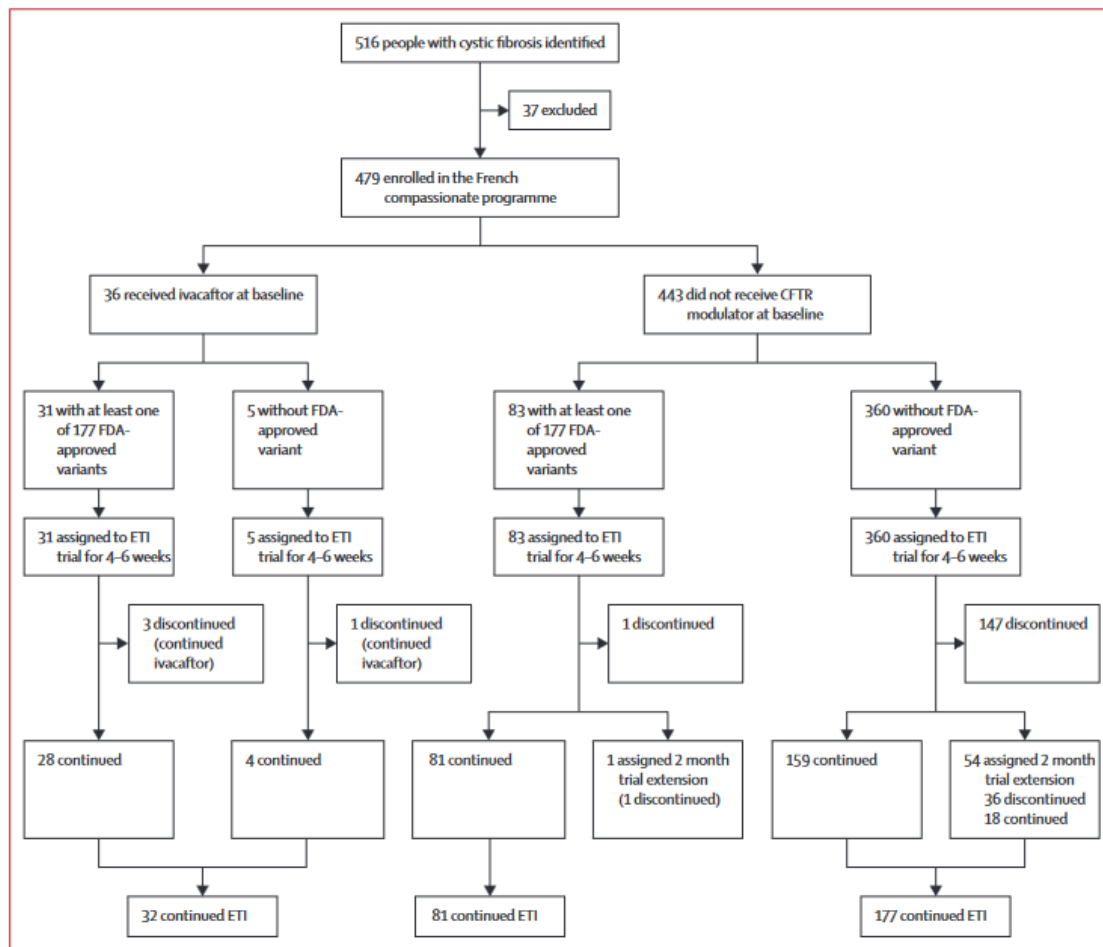 516 people with cystic fibrosis identified
37 excluded
479 enrolled in the French
compassionate programme
36 received ivacaftor at baseline
443 did not receive CFTR
modulator at baseline
31 with at least one
of 177 FDA-
approved
variants
5 without FDA-
approved
variant
83 with at least one
of 177 FDA-
approved
variants
360 without FDA-
approved
variant
31 assigned to ETI
trial for 4–6 weeks
5 assigned to ETI
trial for 4–6 weeks
83 assigned to ETI
trial for 4–6 weeks
360 assigned to ETI
trial for 4–6 weeks
3 discontinued
(continued
ivacaftor)
1 discontinued
(continued
ivacaftor)
1 discontinued
147 discontinued
28 continued
4 continued
81 continued
1 assigned 2 month
trial extension
(1 discontinued)
159 continued
54 assigned 2 month
trial extension
36 discontinued
18 continued
32 continued ETI
81 continued ETI
177 continued ETI